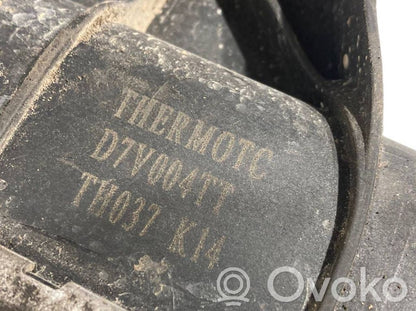 THERMOTC
D7V004TT
TH037 K14
Ovoko